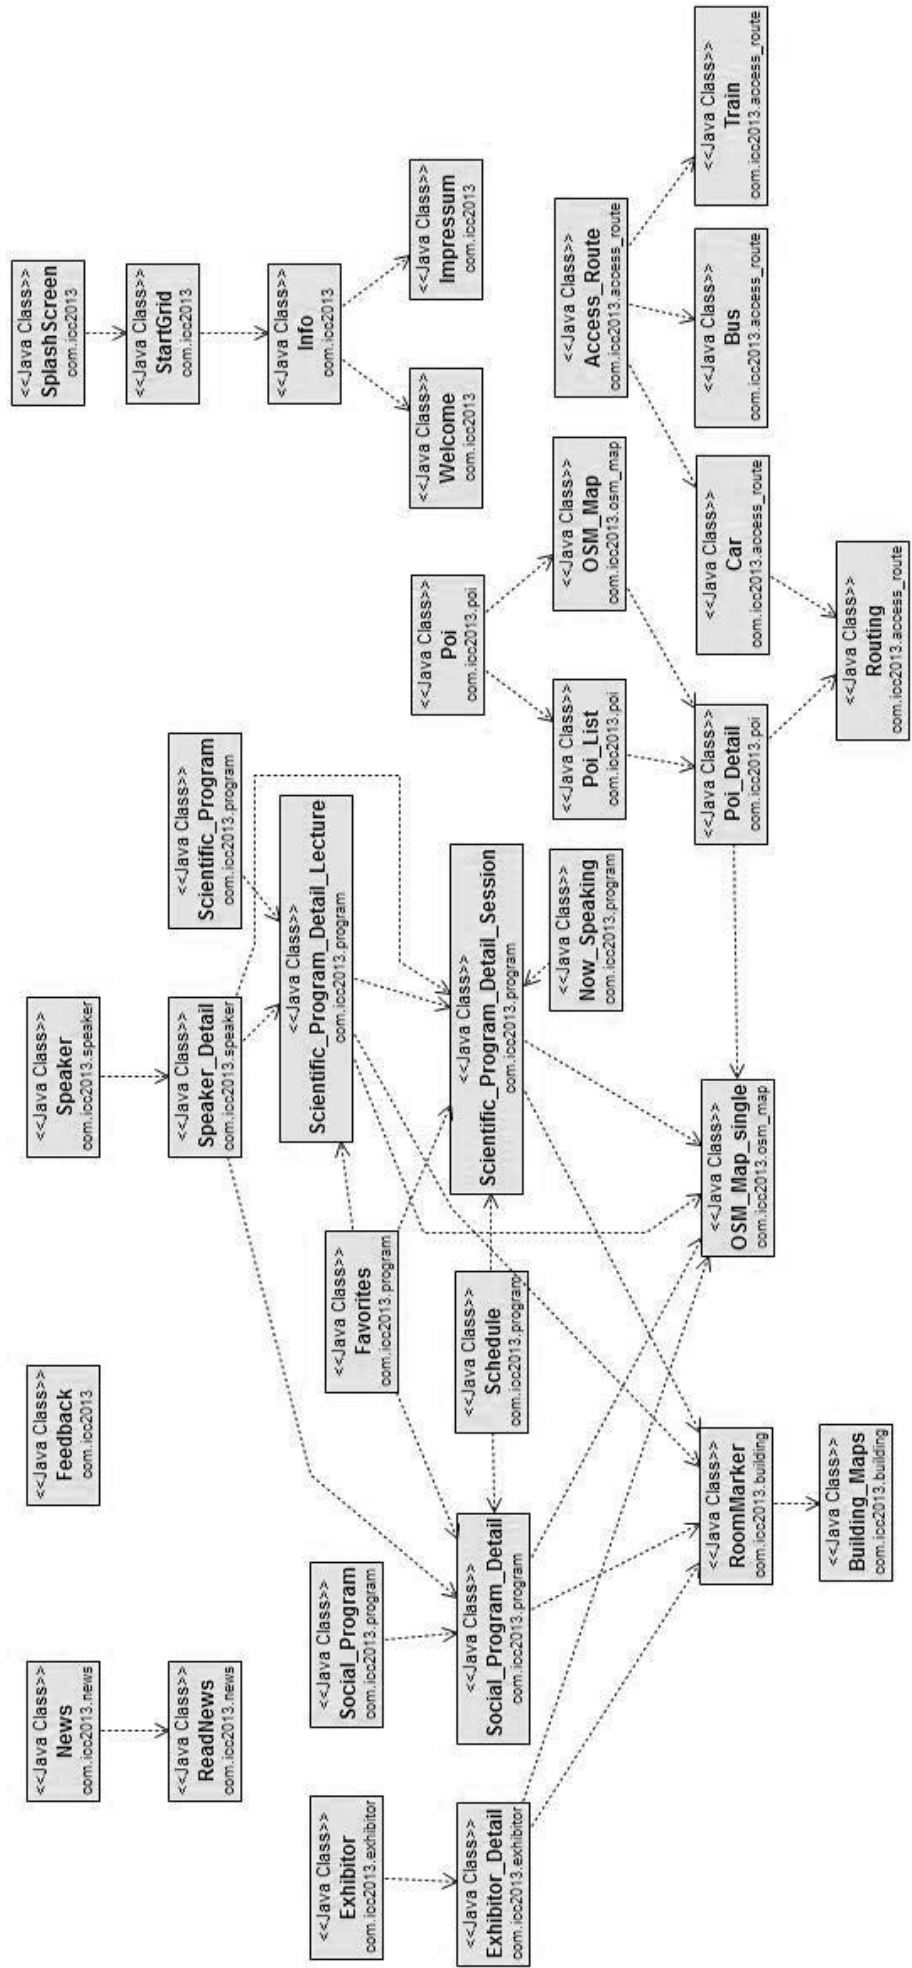 <<Java Class>>
News
com.icc2013.news
<<Java Class>>
Feedback
com.icc2013
<<Java Class>>
Speaker
com.icc2013.speaker
<<Java Class>>
SplashScreen
com.icc2013
<<Java Class>>
ReadNews
com.icc2013.news
<<Java Class>>
Speaker_Detail
com.icc2013.speaker
<<Java Class>>
Scientific_Program
com.icc2013.program
<<Java Class>>
StartGrid
com.icc2013
<<Java Class>>
Exhibitor
com.icc2013.exhibitor
<<Java Class>>
Social_Program
com.icc2013.program
<<Java Class>>
Favorites
com.icc2013.program
<<Java Class>>
Scientific_Program_Detail_Lecture
com.icc2013.program
<<Java Class>>
Info
com.icc2013
<<Java Class>>
Exhibitor_Detail
com.icc2013.exhibitor
<<Java Class>>
Social_Program_Detail
com.icc2013.program
<<Java Class>>
Schedule
com.icc2013.program
<<Java Class>>
Scientific_Program_Detail_Session
com.icc2013.program
<<Java Class>>
Poi
com.icc2013.poi
<<Java Class>>
Welcome
com.icc2013
<<Java Class>>
Impressum
com.icc2013
<<Java Class>>
Now_Speaking
com.icc2013.program
<<Java Class>>
Poi_List
com.icc2013.poi
<<Java Class>>
OSM_Map
com.icc2013.osm_map
<<Java Class>>
Access_Route
com.icc2013.access_route
<<Java Class>>
RoomMarker
com.icc2013.building
<<Java Class>>
OSM_Map_single
com.icc2013.osm_map
<<Java Class>>
Poi_Detail
com.icc2013.poi
<<Java Class>>
Car
com.icc2013.access_route
<<Java Class>>
Bus
com.icc2013.access_route
<<Java Class>>
Train
com.icc2013.access_route
<<Java Class>>
Building_Maps
com.icc2013.building
<<Java Class>>
Routing
com.icc2013.access_route